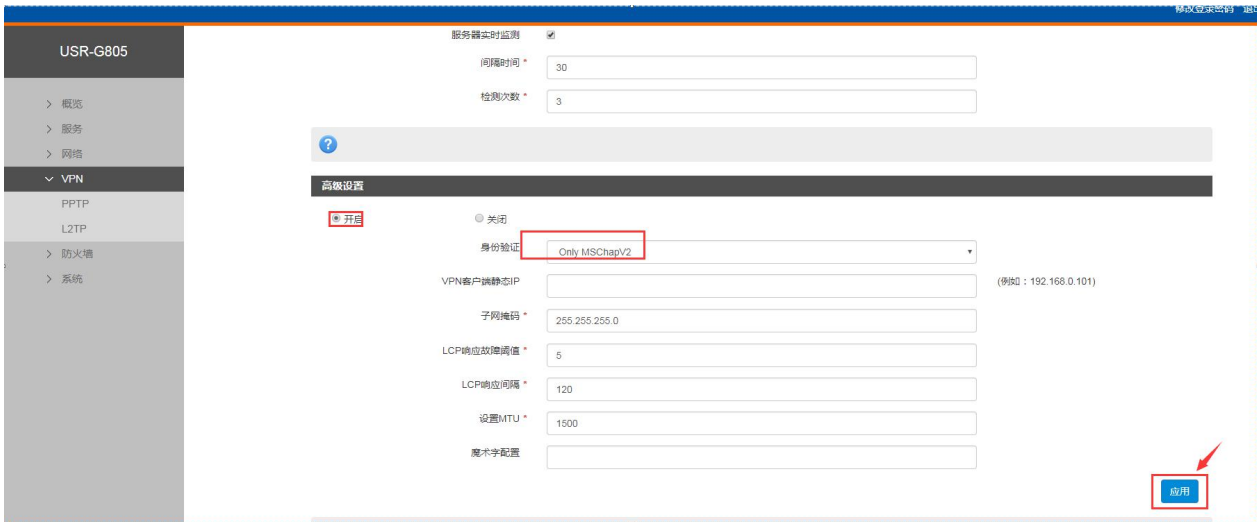 修改登录密码 退出
USR-G805
概览
服务
网络
VPN
PPTP
L2TP
防火墙
系统
服务器实时监测
间隔时间 * 30
检测次数 * 3
?
高级设置
开启 关闭
身份验证 Only MSChapV2
VPN客户端静态IP (例如：192.168.0.101)
子网掩码 * 255.255.255.0
LCP响应故障阈值 * 5
LCP响应间隔 * 120
设置MTU * 1500
魔术字配置
应用